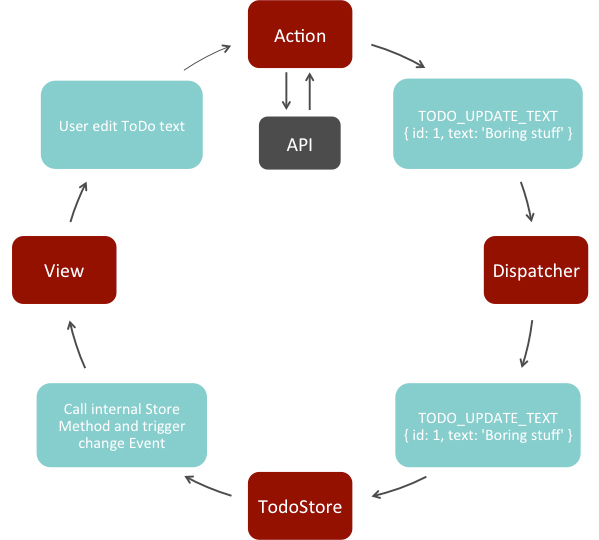 Action
User edit ToDo text
API
TODO_UPDATE_TEXT
{ id: 1, text: 'Boring stuff' }
View
Dispatcher
Call internal Store
Method and trigger
change Event
TODO_UPDATE_TEXT
{ id: 1, text: 'Boring stuff' }
TodoStore